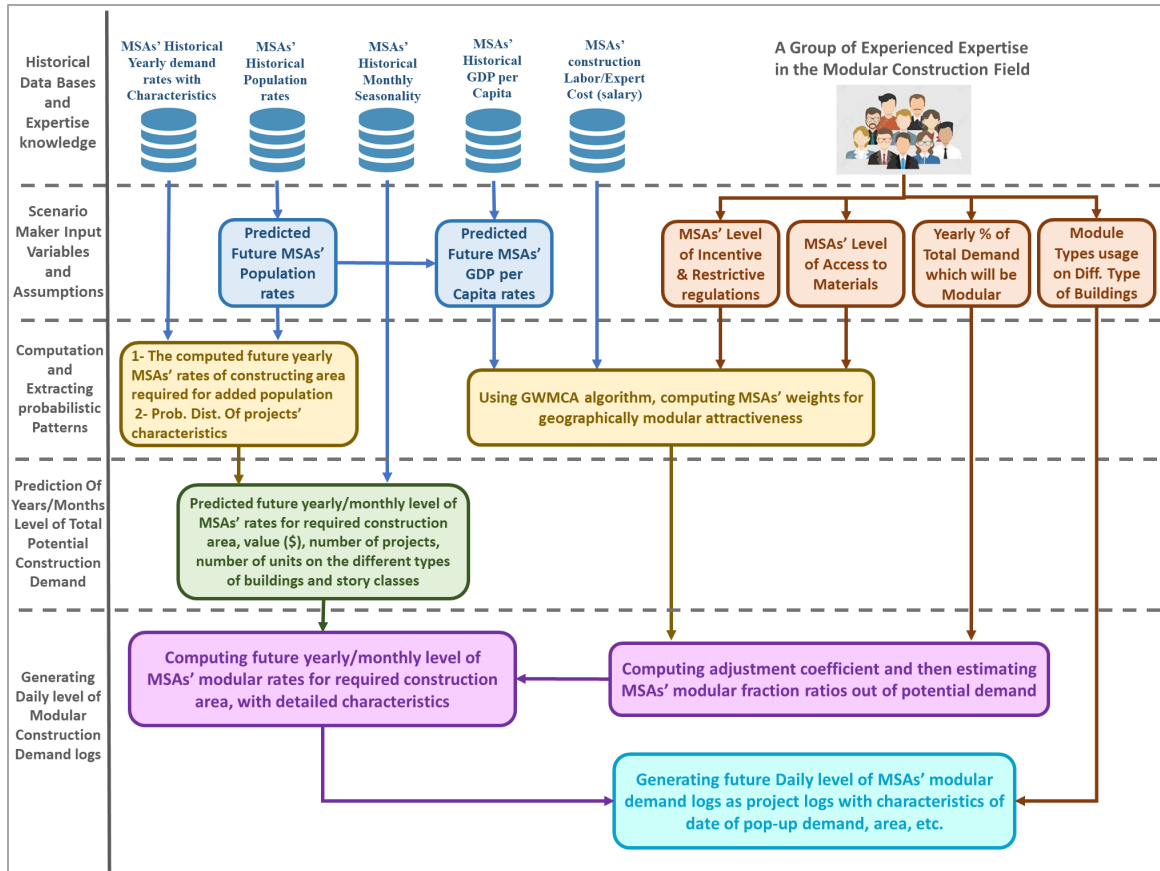 Historical
Data Bases
and
Expertise
knowledge
MSAs' Historical
Yearly demand
rates with
Characteristics
MSAs'
Historical
Population
rates
MSAs'
Historical
Monthly
Seasonality
MSAs'
Historical
GDP per
Capita
MSAs'
construction
Labor/Expert
Cost (salary)
A Group of Experienced Expertise
in the Modular Construction Field
Scenario
Maker Input
Variables
and
Assumptions
Predicted
Future MSAs'
Population
rates
Predicted
Future MSAs'
GDP per
Capita rates
MSAs' Level
of Incentive
& Restrictive
regulations
MSAs' Level
of Access to
Materials
Yearly % of
Total Demand
which will be
Modular
Module
Types usage
on Diff. Type
of Buildings
Computation
and
Extracting
probabilistic
Patterns
1- The computed future yearly
MSAs' rates of constructing area
required for added population
2- Prob. Dist. Of projects'
characteristics
Using GWMCA algorithm, computing MSAs' weights for
geographically modular attractiveness
Prediction Of
Years/Months
Level of Total
Potential
Construction
Demand
Predicted future yearly/monthly level of
MSAs' rates for required construction
area, value ($), number of projects,
number of units on the different types
of buildings and story classes
Generating
Daily level of
Modular
Construction
Demand logs
Computing future yearly/monthly level of
MSAs' modular rates for required construction
area, with detailed characteristics
Computing adjustment coefficient and then estimating
MSAs' modular fraction ratios out of potential demand
Generating future Daily level of MSAs' modular
demand logs as project logs with characteristics of
date of pop-up demand, area, etc.